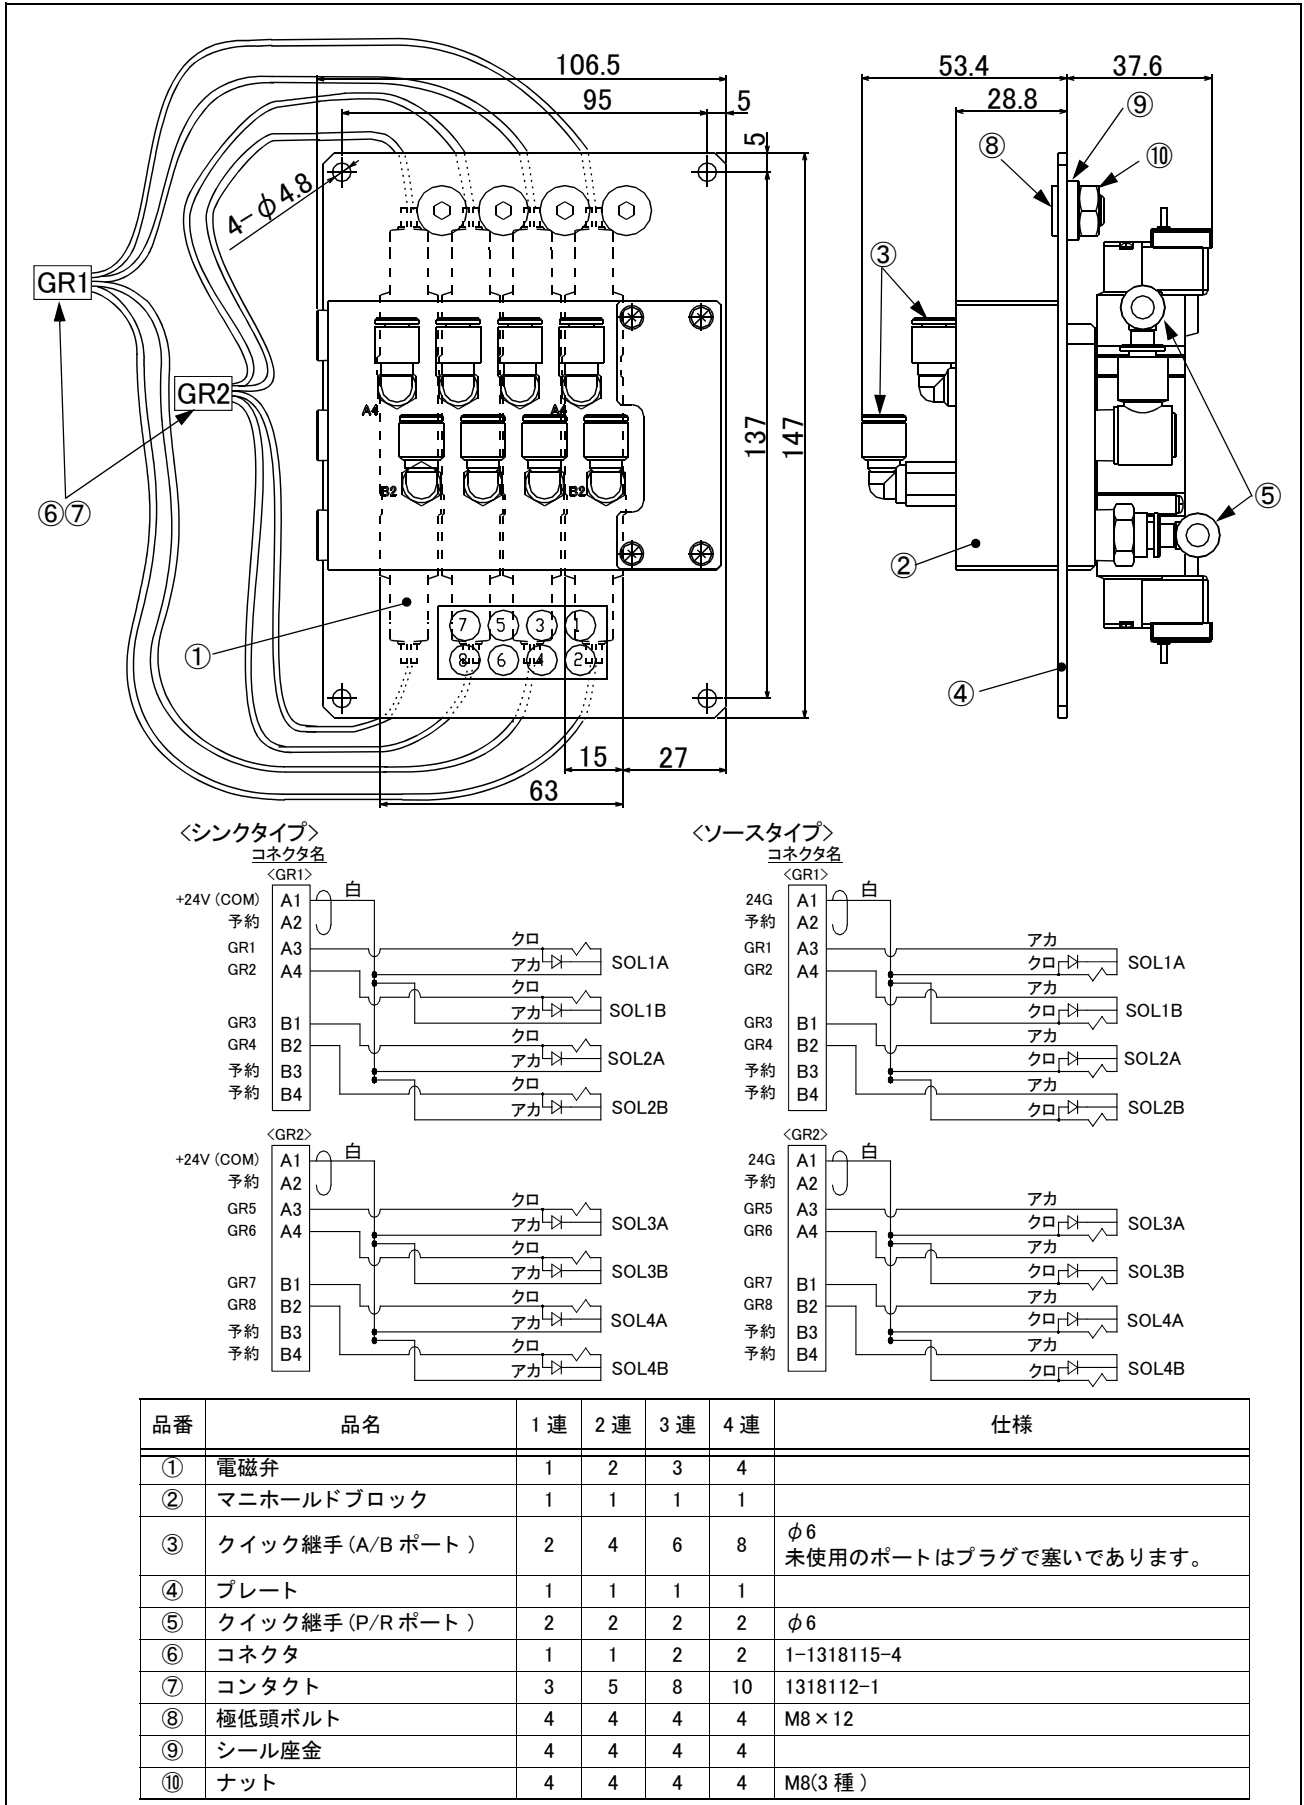 106.5
95
5
5
4-φ4.8
137
147
GR1
GR2
⑥⑦
A4
A4
B2
B2
①
⑦ ⑤ ③ ①
⑧ ⑥ ④ ②
15
27
63
53.4
37.6
28.8
⑨
⑧
⑩
③
⑤
②
④
<シンクタイプ>
コネクタ名
<GR1>
+24V (COM) A1 白
予約 A2
GR1 A3 クロ
アカ SOL1A
GR2 A4 クロ
アカ SOL1B
GR3 B1 クロ
GR4 B2 アカ SOL2A
予約 B3 クロ
予約 B4 アカ SOL2B
<GR2>
+24V (COM) A1 白
予約 A2
GR5 A3 クロ
アカ SOL3A
GR6 A4 クロ
アカ SOL3B
GR7 B1 クロ
GR8 B2 アカ SOL4A
予約 B3 クロ
予約 B4 アカ SOL4B
<ソースタイプ>
コネクタ名
<GR1>
24G A1 白
予約 A2
GR1 A3 アカ
クロ SOL1A
GR2 A4 アカ
クロ SOL1B
GR3 B1 アカ
GR4 B2 クロ SOL2A
予約 B3 アカ
予約 B4 クロ SOL2B
<GR2>
24G A1 白
予約 A2
GR5 A3 アカ
クロ SOL3A
GR6 A4 アカ
クロ SOL3B
GR7 B1 アカ
GR8 B2 クロ SOL4A
予約 B3 アカ
予約 B4 クロ SOL4B
品番 品名 1連 2連 3連 4連 仕様
① 電磁弁 1 2 3 4
② マニホールドブロック 1 1 1 1
③ クイック継手(A/Bポート) 2 4 6 8 φ6
未使用のポートはプラグで塞いであります。
④ プレート 1 1 1 1
⑤ クイック継手(P/Rポート) 2 2 2 2 φ6
⑥ コネクタ 1 1 2 2 1-1318115-4
⑦ コンタクト 3 5 8 10 1318112-1
⑧ 極低頭ボルト 4 4 4 4 M8×12
⑨ シール座金 4 4 4 4
⑩ ナット 4 4 4 4 M8(3種)